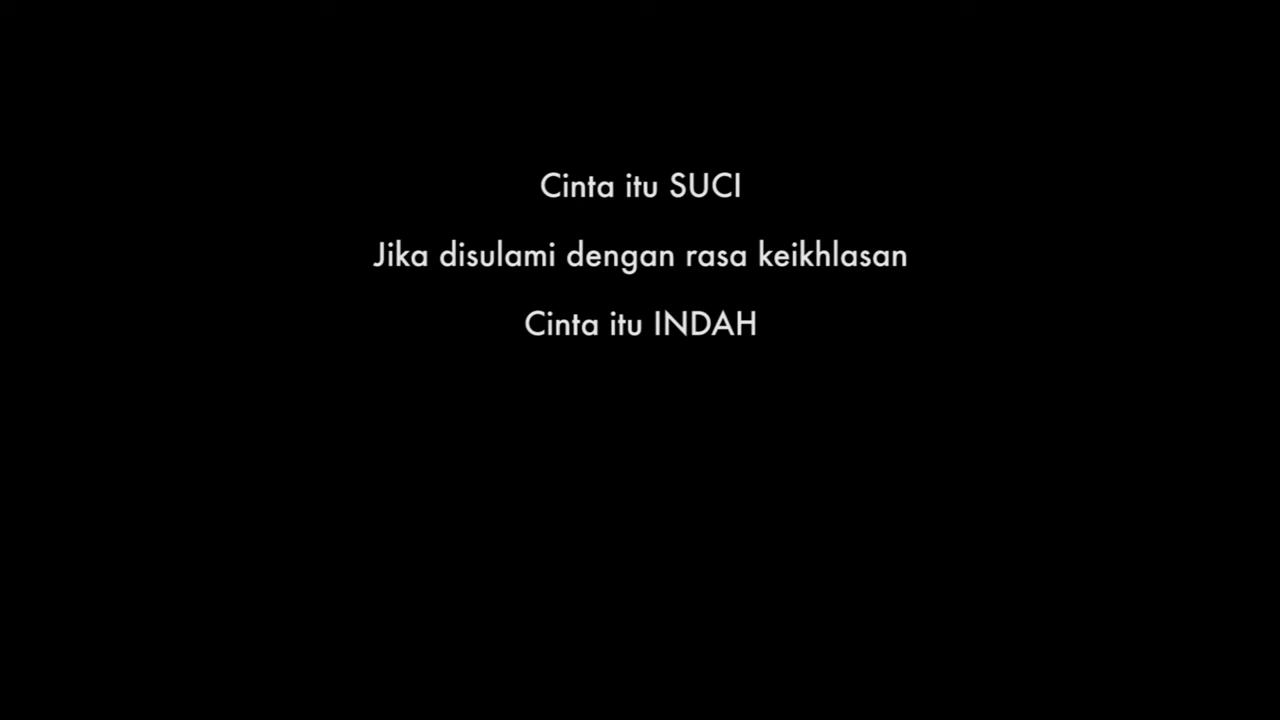 Cinta itu SUCI
Jika disulami dengan rasa keikhlasan
Cinta itu INDAH